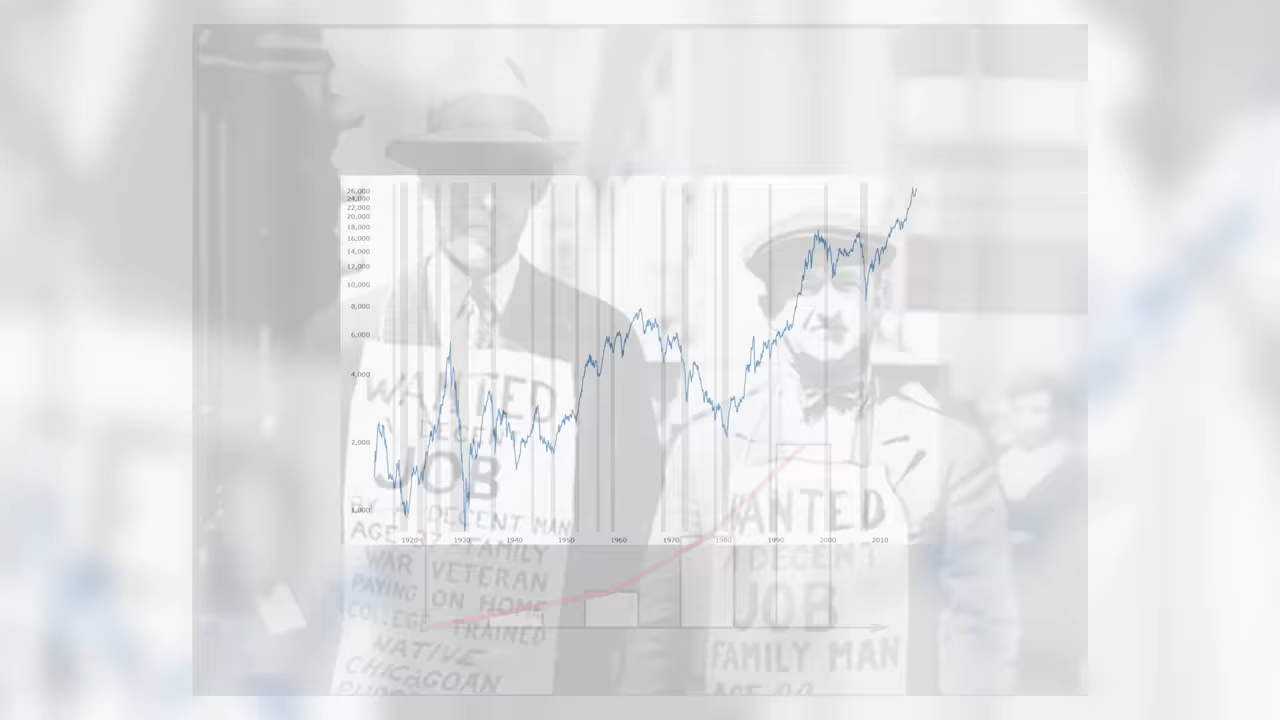 26,000
24,000
22,000
20,000
18,000
16,000
14,000
12,000
10,000
8,000
6,000
4,000
2,000
1,000
1920
1930
1940
1950
1960
1970
1980
1990
2000
2010
WANTED
A DECENT
JOB
BY A DECENT MAN
AGE 37 FAMILY
WAR VETERAN
PAYING ON HOME
COLLEGE TRAINED
NATIVE
CHICAGOAN
WANTED
A DECENT
JOB
FAMILY MAN